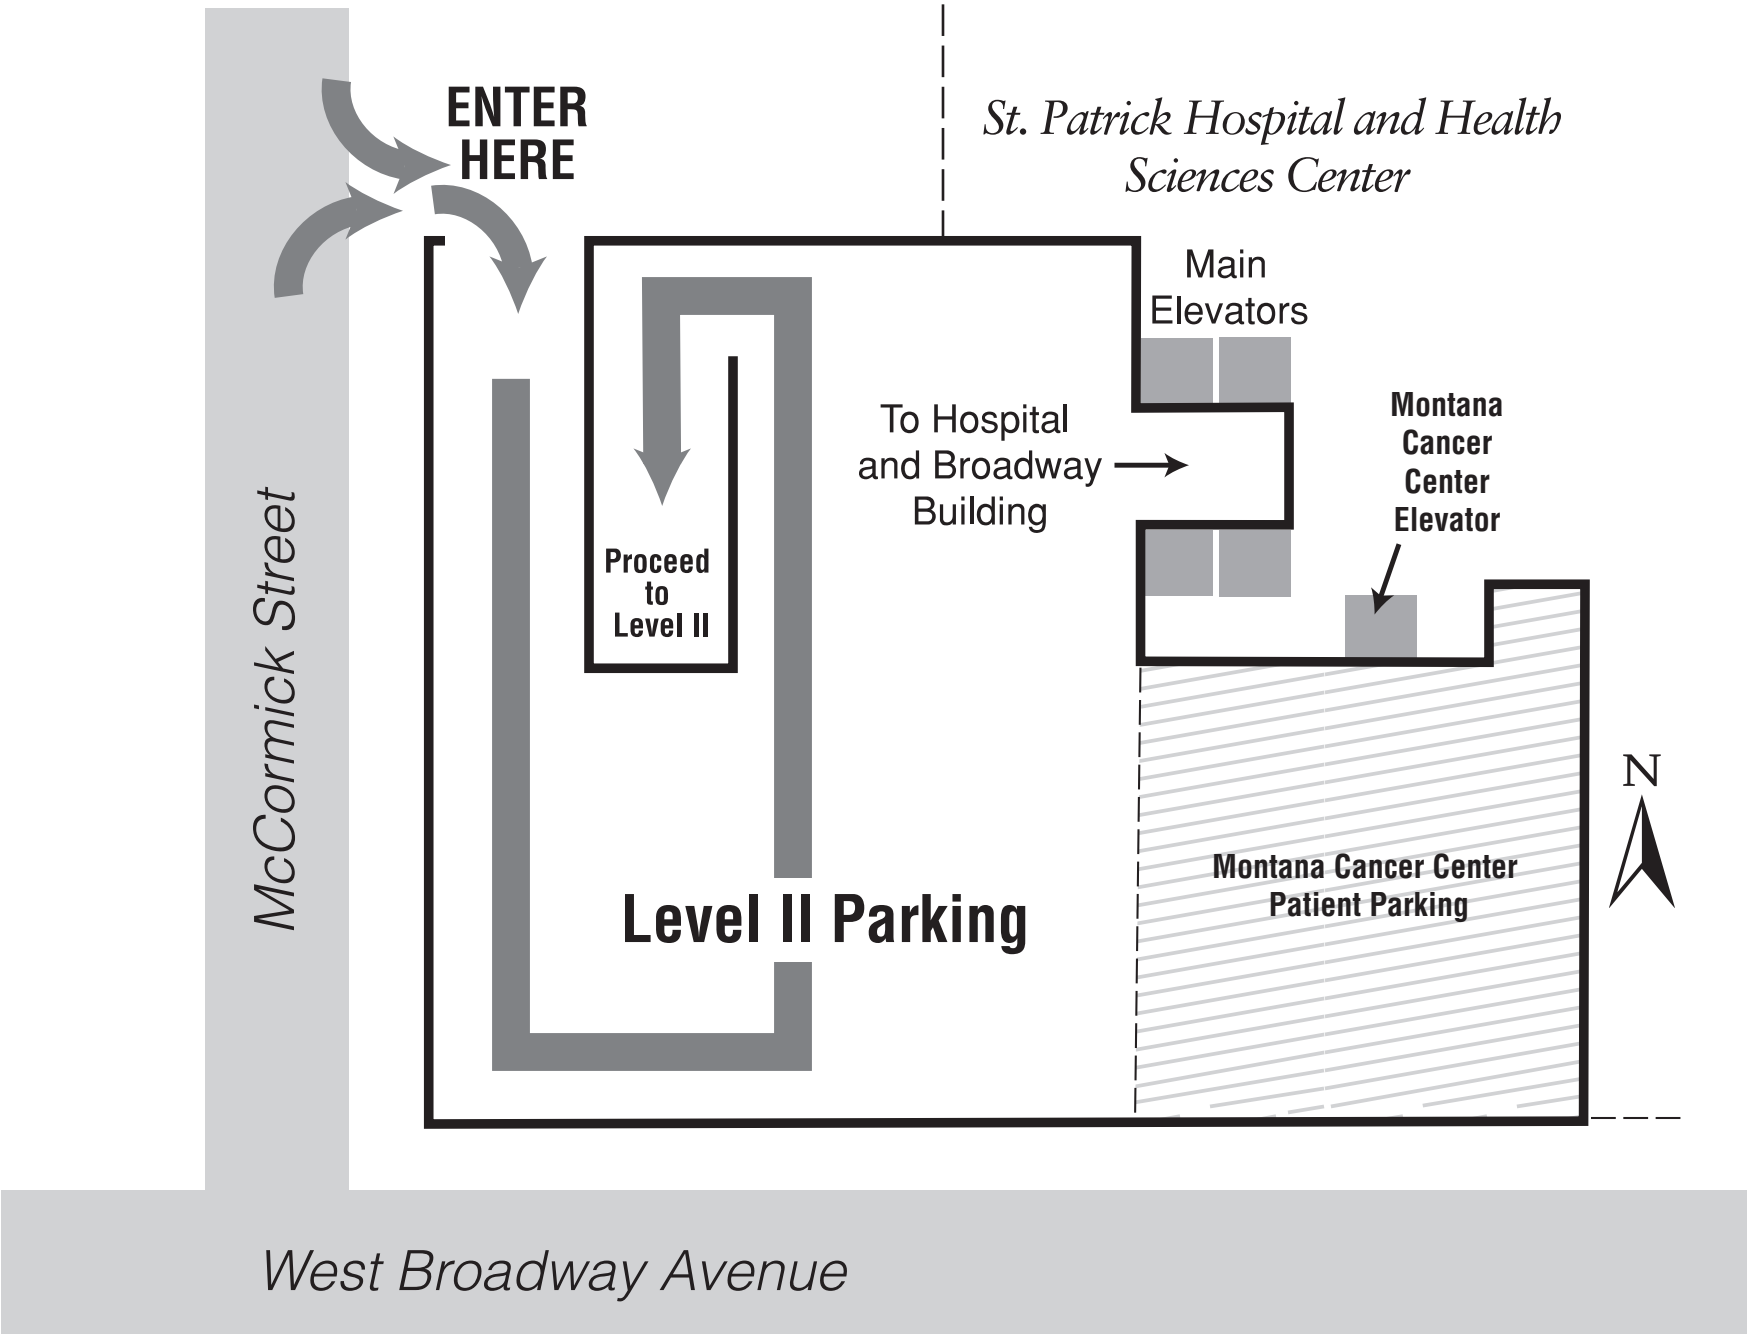 ENTER
HERE
St. Patrick Hospital and Health
Sciences Center
Main
Elevators
Montana
Cancer
Center
Elevator
To Hospital
and Broadway
Building
Proceed
to
Level II
McCormick Street
N
Montana Cancer Center
Patient Parking
Level II Parking
West Broadway Avenue